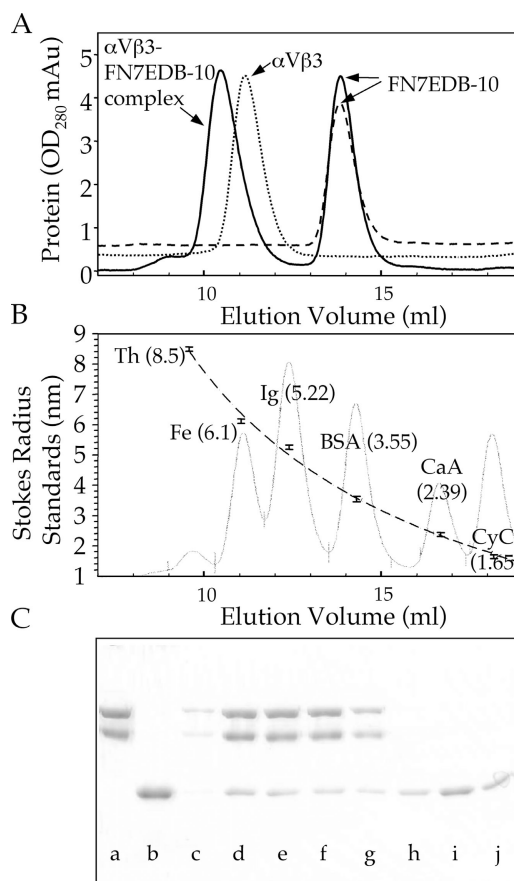 A
αVβ3-
FN7EDB-10
complex
αVβ3
FN7EDB-10
Protein (OD280 mAu)
5
4
3
2
1
0
10
15
Elution Volume (ml)
B
Stokes Radius
Standards (nm)
9
8
7
6
5
4
3
2
1
Th (8.5)
Fe (6.1)
Ig (5.22)
BSA (3.55)
CaA
(2.39)
CyC
(1.65
10
15
Elution Volume (ml)
C
a b c d e f g h i j